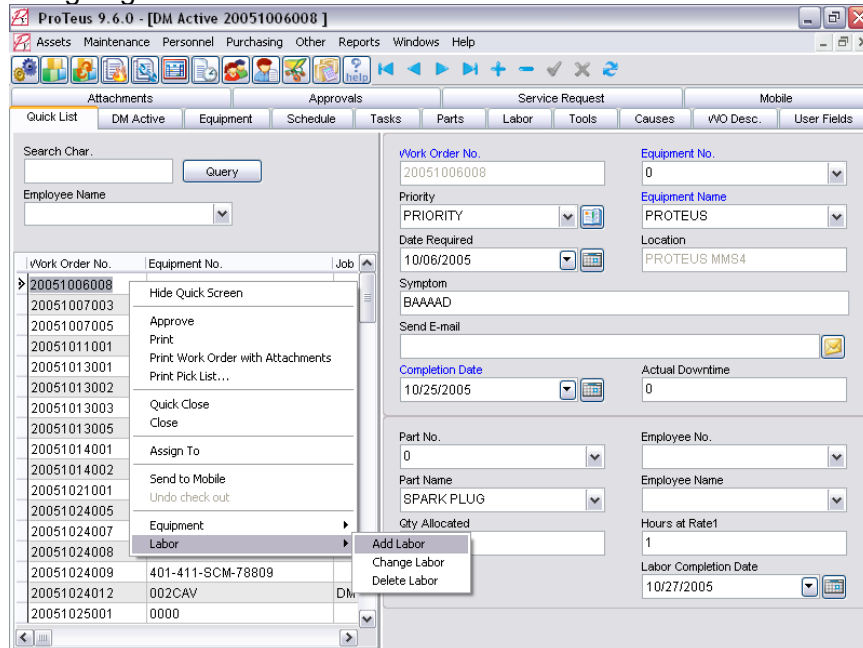 ProTeus 9.6.0 - [DM Active 20051006008 ]
Assets Maintenance Personnel Purchasing Other Reports Windows Help
help
Attachments Approvals Service Request Mobile
Quick List DM Active Equipment Schedule Tasks Parts Labor Tools Causes WO Desc. User Fields
Search Char.
Query
Employee Name
Work Order No. Equipment No. Job
20051006008
20051007003
20051007005
20051011001
20051013001
20051013002
20051013003
20051013005
20051014001
20051014002
20051021001
20051024005
20051024007
20051024008
20051024009 401-411-SCM-78809
20051024012 002CAV DM
20051025001 0000
Hide Quick Screen
Approve
Print
Print Work Order with Attachments
Print Pick List...
Quick Close
Close
Assign To
Send to Mobile
Undo check out
Equipment
Labor
Add Labor
Change Labor
Delete Labor
Work Order No. Equipment No.
20051006008 0
Priority Equipment Name
PRIORITY PROTEUS
Date Required Location
10/06/2005 PROTEUS MMS4
Symptom
BAAAAD
Send E-mail
Completion Date Actual Downtime
10/25/2005 0
Part No. Employee No.
0
Part Name Employee Name
SPARK PLUG
Qty Allocated Hours at Rate1
1
Labor Completion Date
10/27/2005